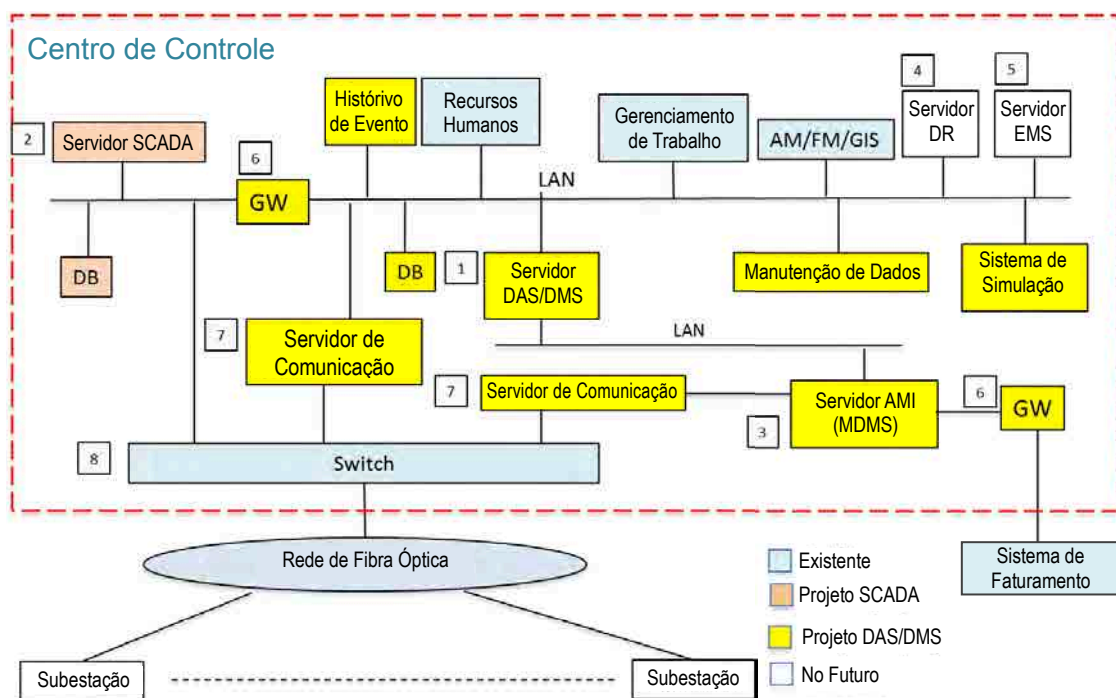 Centro de Controle
4
5
Histórivo
de Evento
Recursos
Humanos
Gerenciamento
de Trabalho
AM/FM/GIS
Servidor
DR
Servidor
EMS
2
Servidor SCADA
6
GW
LAN
DB
DB
1
Servidor
DAS/DMS
Manutenção de Dados
Sistema de
Simulação
7
Servidor de
Comunicação
LAN
7
Servidor de Comunicação
3
Servidor AMI
(MDMS)
6
GW
8
Switch
Rede de Fibra Óptica
Sistema de
Faturamento
Existente
Projeto SCADA
Projeto DAS/DMS
No Futuro
Subestação
Subestação